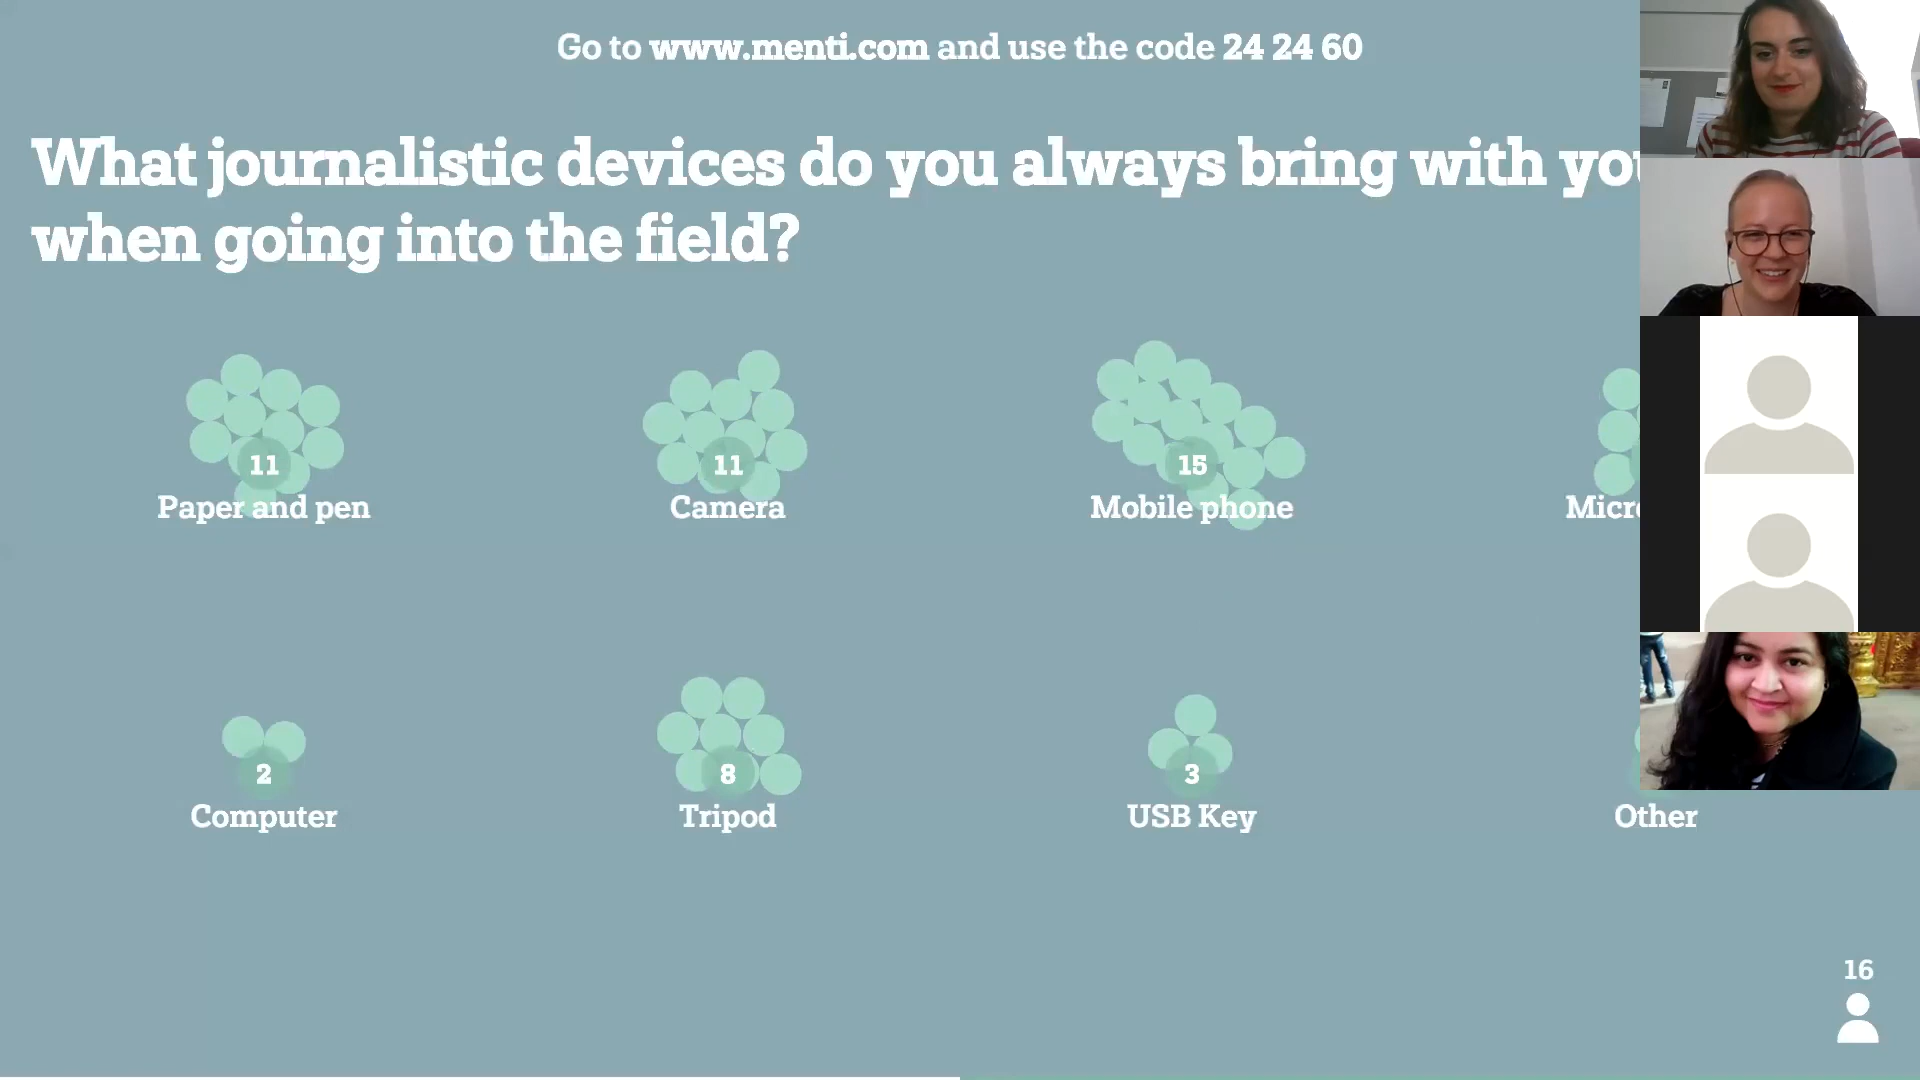 Go to www.menti.com and use the code 24 24 60
What journalistic devices do you always bring with you
when going into the field?
11
11
15
Paper and pen
Camera
Mobile phone
2
8
3
Computer
Tripod
USB Key
Other
16